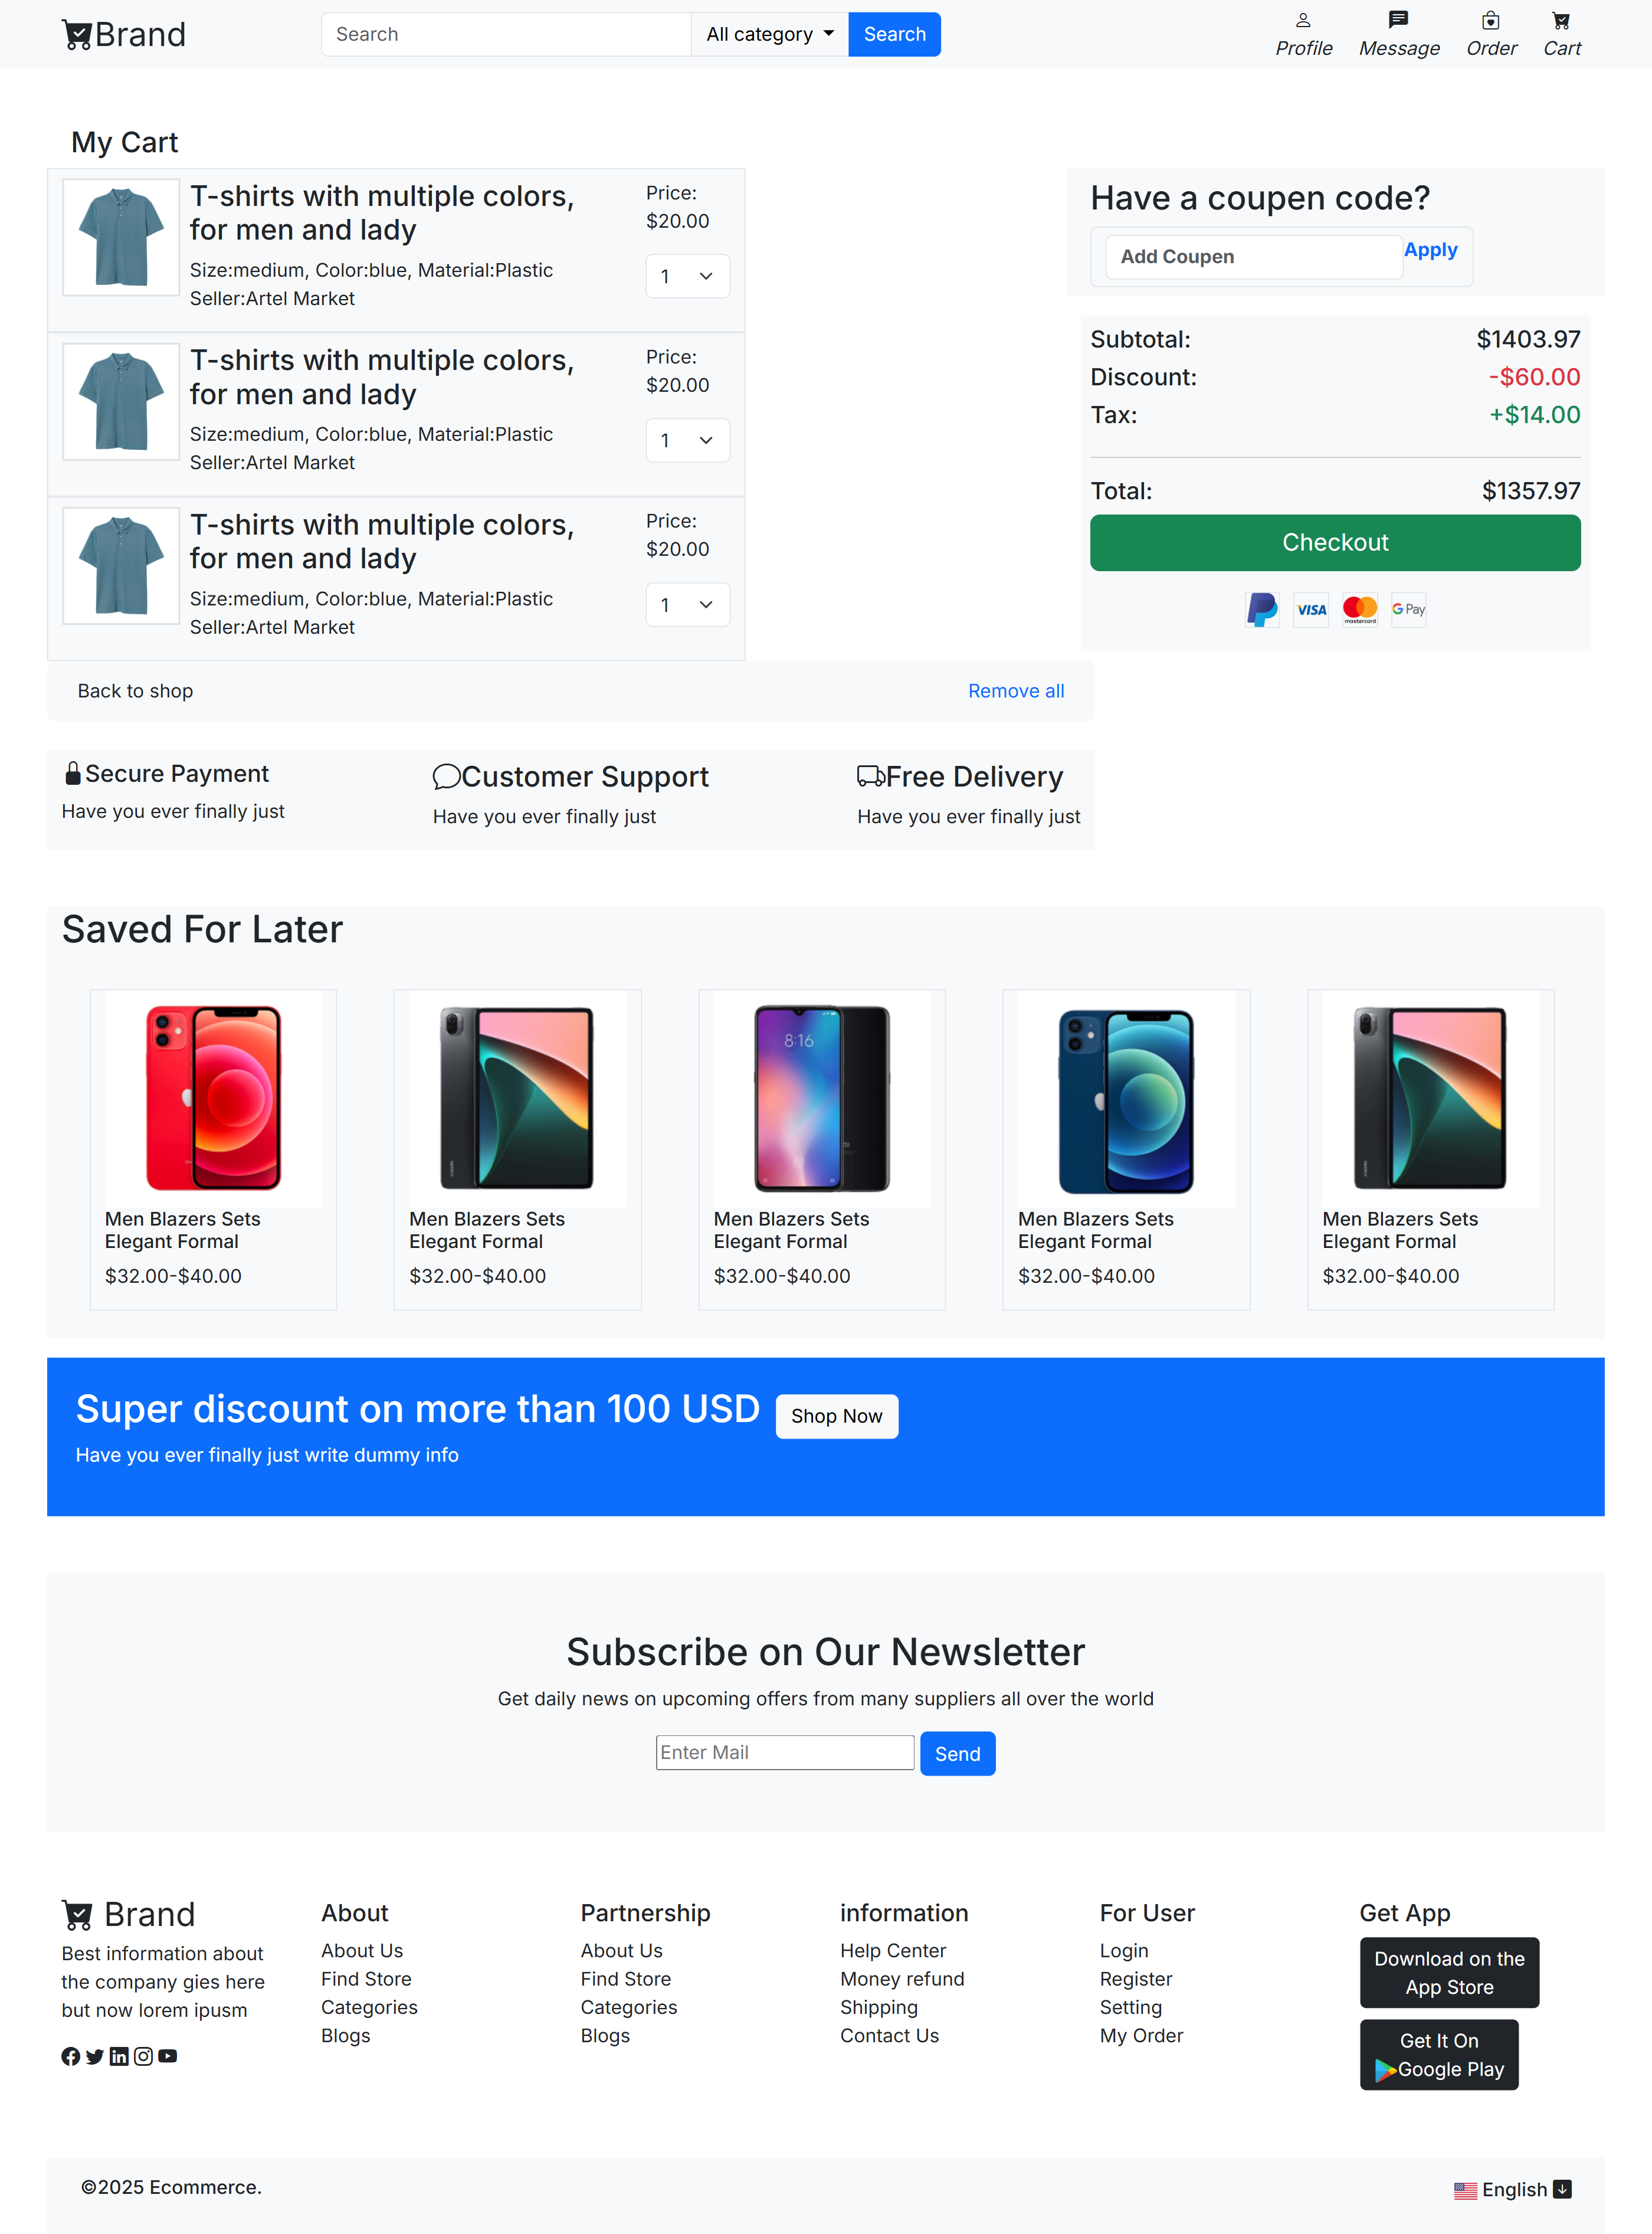 Brand
Search
All category
Search
Profile
Message
Order
Cart
My Cart
T-shirts with multiple colors,
for men and lady
Size:medium, Color:blue, Material:Plastic
Seller:Artel Market
Price:
$20.00
1
T-shirts with multiple colors,
for men and lady
Size:medium, Color:blue, Material:Plastic
Seller:Artel Market
Price:
$20.00
1
T-shirts with multiple colors,
for men and lady
Size:medium, Color:blue, Material:Plastic
Seller:Artel Market
Price:
$20.00
1
Back to shop
Remove all
Have a coupen code?
Add Coupen
Apply
Subtotal:
$1403.97
Discount:
-$60.00
Tax:
+$14.00
Total:
$1357.97
Checkout
VISA
mastercard
G Pay
Secure Payment
Have you ever finally just
Customer Support
Have you ever finally just
Free Delivery
Have you ever finally just
Saved For Later
Men Blazers Sets
Elegant Formal
$32.00-$40.00
Men Blazers Sets
Elegant Formal
$32.00-$40.00
8:16
Men Blazers Sets
Elegant Formal
$32.00-$40.00
Men Blazers Sets
Elegant Formal
$32.00-$40.00
Men Blazers Sets
Elegant Formal
$32.00-$40.00
Super discount on more than 100 USD
Have you ever finally just write dummy info
Shop Now
Subscribe on Our Newsletter
Get daily news on upcoming offers from many suppliers all over the world
Enter Mail
Send
Brand
Best information about
the company gies here
but now lorem ipusm
About
About Us
Find Store
Categories
Blogs
Partnership
About Us
Find Store
Categories
Blogs
information
Help Center
Money refund
Shipping
Contact Us
For User
Login
Register
Setting
My Order
Get App
Download on the
App Store
Get It On
Google Play
©2025 Ecommerce.
English